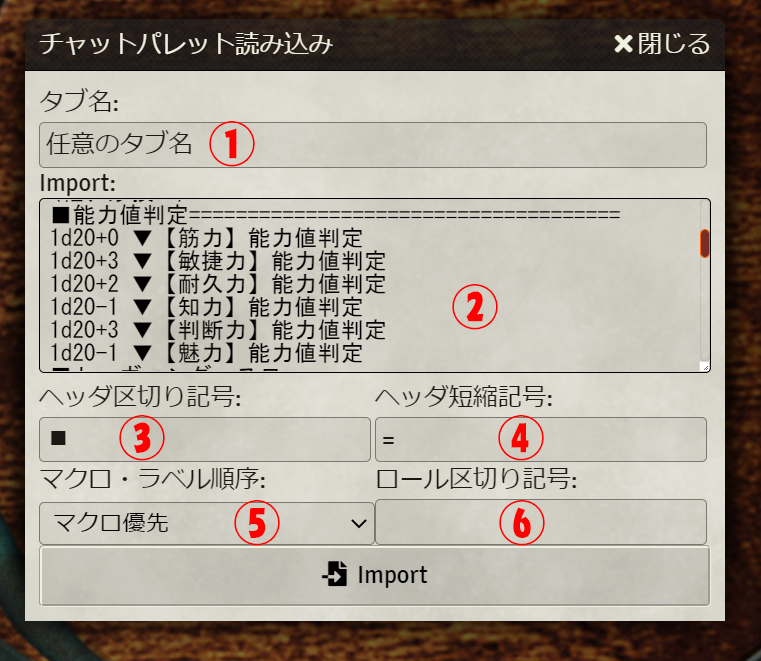 チャットパレット読み込み ×閉じる
タブ名:
任意のタブ名 ①
Import:
■能力値判定=====================================
1d20+0 ▼【筋力】能力値判定
1d20+3 ▼【敏捷力】能力値判定
1d20+2 ▼【耐久力】能力値判定
1d20-1 ▼【知力】能力値判定
②
1d20+3 ▼【判断力】能力値判定
1d20-1 ▼【魅力】能力値判定
ヘッダ区切り記号: ヘッダ短縮記号:
■ ③ = ④
マクロ・ラベル順序: ロール区切り記号:
マクロ優先 ⑤ ⑥
Import